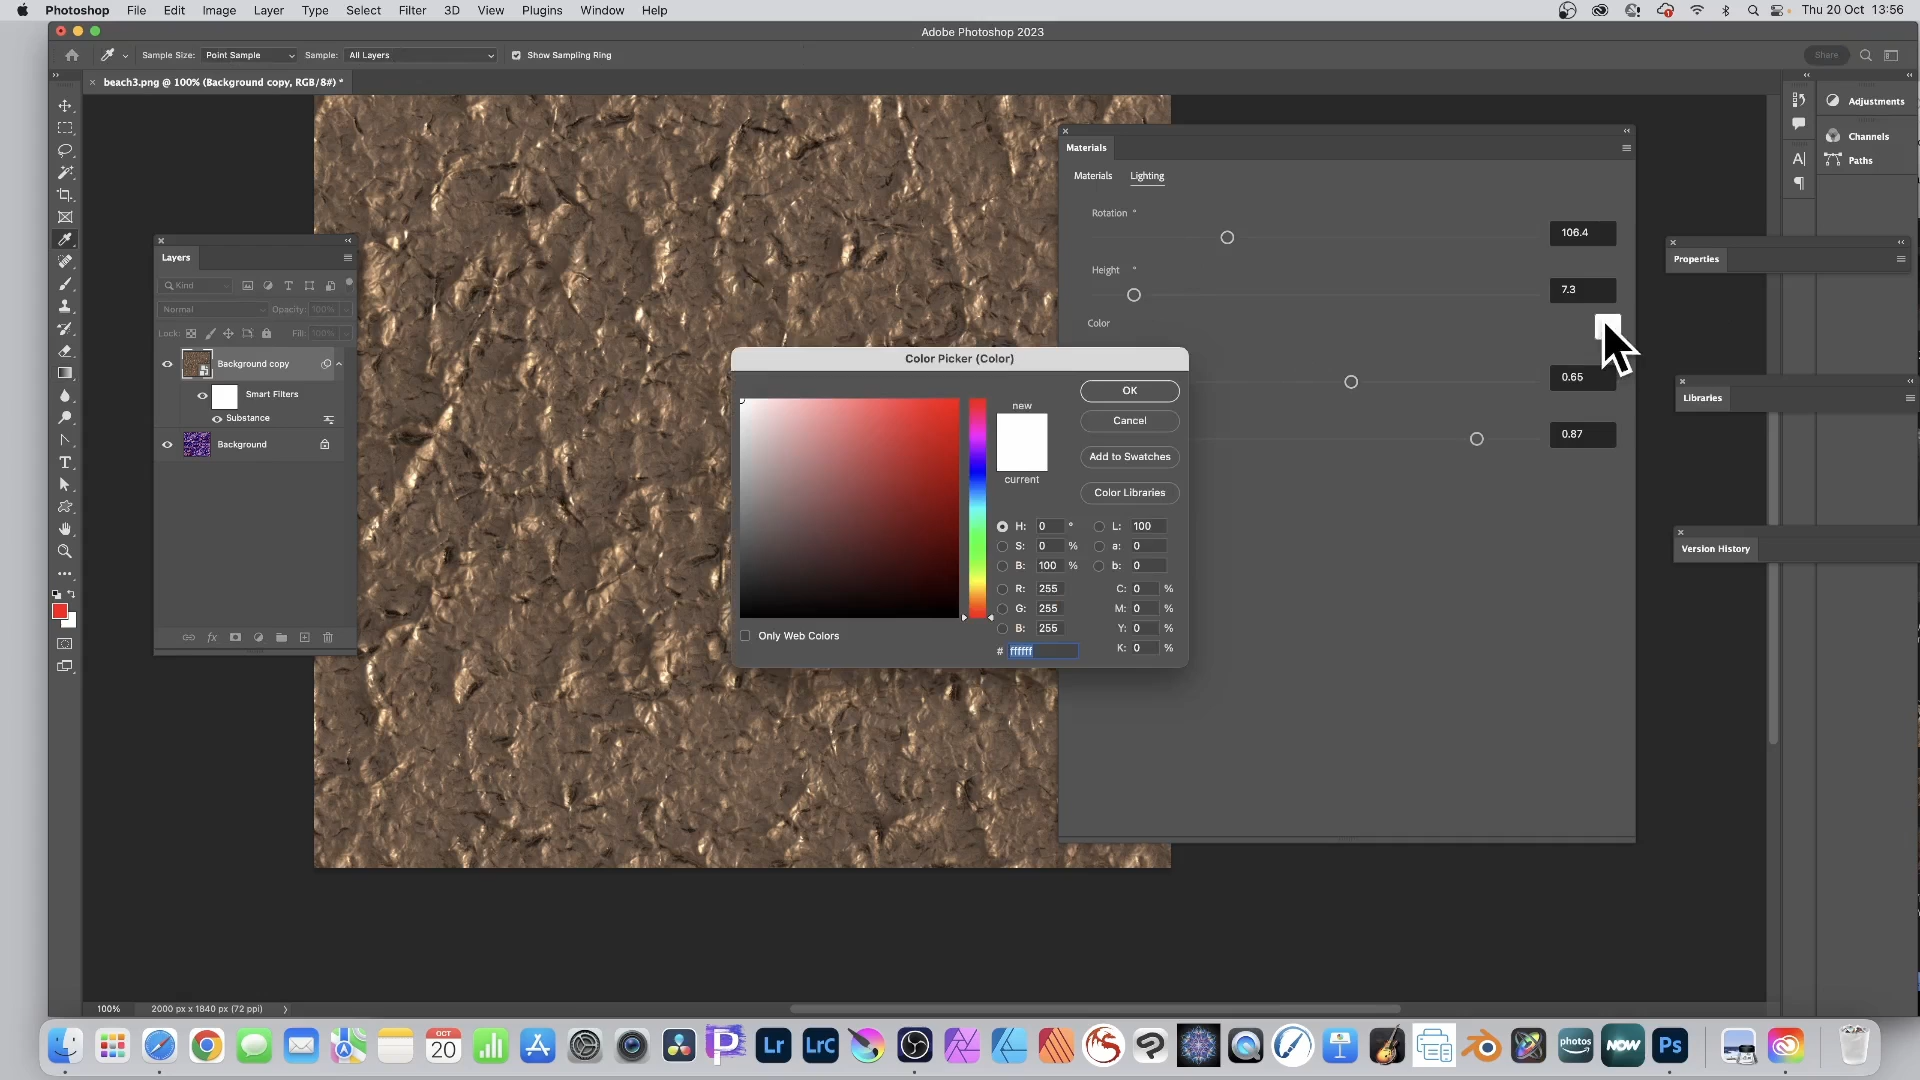 Photoshop File Edit Image Layer Type Select Filter 3D View Plugins Window Help
Thu 20 Oct 13:56
Adobe Photoshop 2023
Sample Size: Point Sample Sample: All Layers Show Sampling Ring
Share
beach3.png @ 100% (Background copy, RGB/8#) *
Adjustments
Channels
Paths
Materials
Materials Lighting
Rotation °
106.4
Height °
7.3
Color
0.65
0.87
Layers
Kind
Normal Opacity: 100%
Lock: Fill: 100%
Background copy
Smart Filters
Substance
Background
Properties
Libraries
Version History
Color Picker (Color)
new
current
OK
Cancel
Add to Swatches
Color Libraries
H: 0 ° L: 100
S: 0 % a: 0
B: 100 % b: 0
R: 255 C: 0 %
G: 255 M: 0 %
B: 255 Y: 0 %
# ffffff K: 0 %
Only Web Colors
100% 2000 px x 1840 px (72 ppi)
OCT
20
Lr
LrC
photos
NOW
Ps